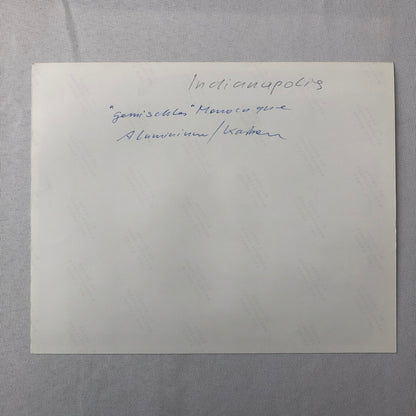 Indianapolis
"gemischtes" Monocoque
Aluminium/Karbon